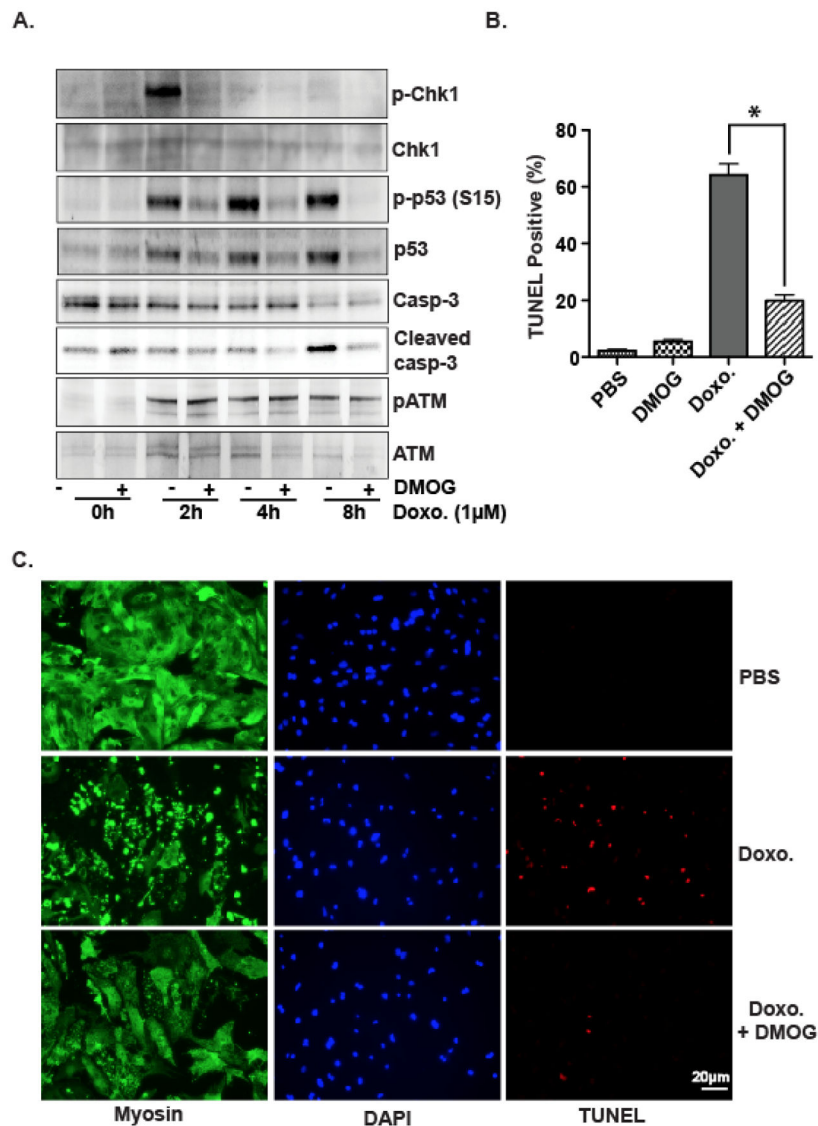 A.
p-Chk1
Chk1
p-p53 (S15)
p53
Casp-3
Cleaved
casp-3
pATM
ATM
- + - + - + - + DMOG
0h 2h 4h 8h Doxo. (1µM)
B.
TUNEL Positive (%)
80
60
40
20
0
*
PBS
DMOG
Doxo.
Doxo. + DMOG
C.
PBS
Doxo.
Doxo.
+ DMOG
20µm
Myosin DAPI TUNEL